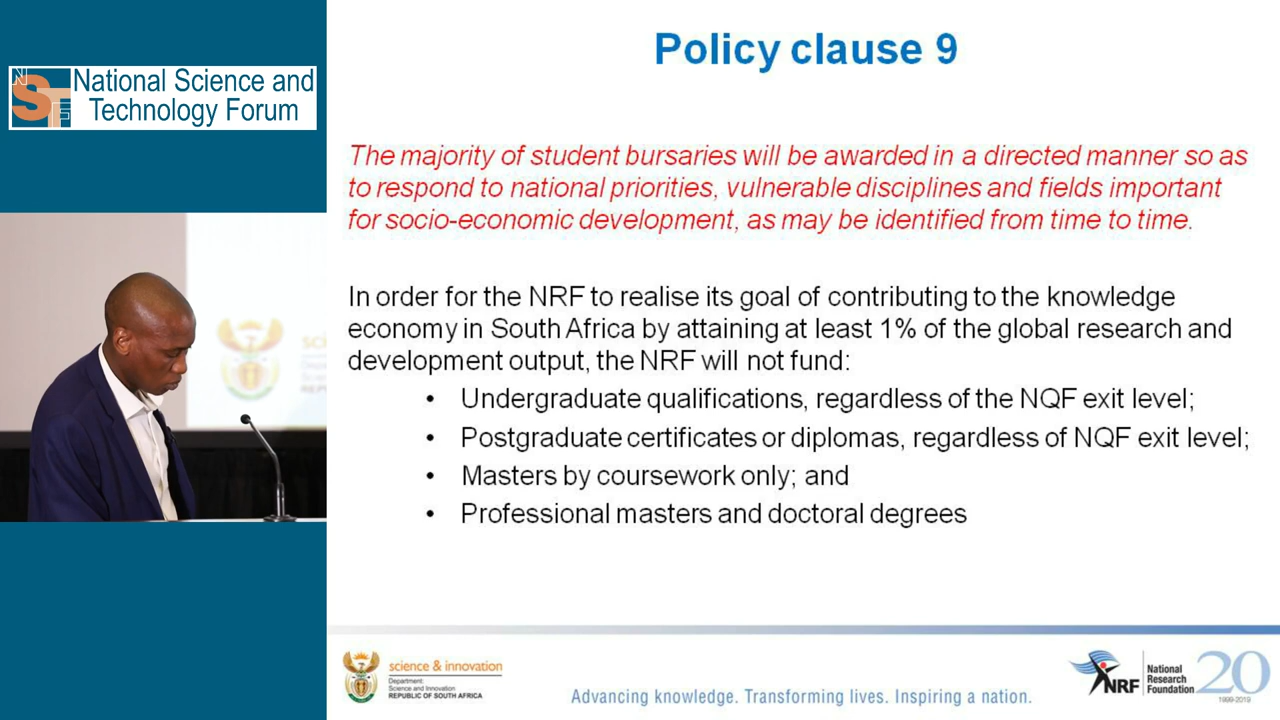 NSTF
National Science and
Technology Forum
Policy clause 9
The majority of student bursaries will be awarded in a directed manner so as
to respond to national priorities, vulnerable disciplines and fields important
for socio-economic development, as may be identified from time to time.
In order for the NRF to realise its goal of contributing to the knowledge
economy in South Africa by attaining at least 1% of the global research and
development output, the NRF will not fund:
• Undergraduate qualifications, regardless of the NQF exit level;
• Postgraduate certificates or diplomas, regardless of NQF exit level;
• Masters by coursework only; and
• Professional masters and doctoral degrees
science & innovation
Department:
Science and Innovation
REPUBLIC OF SOUTH AFRICA
Advancing knowledge. Transforming lives. Inspiring a nation.
NRF
National
Research
Foundation
20
1999-2019